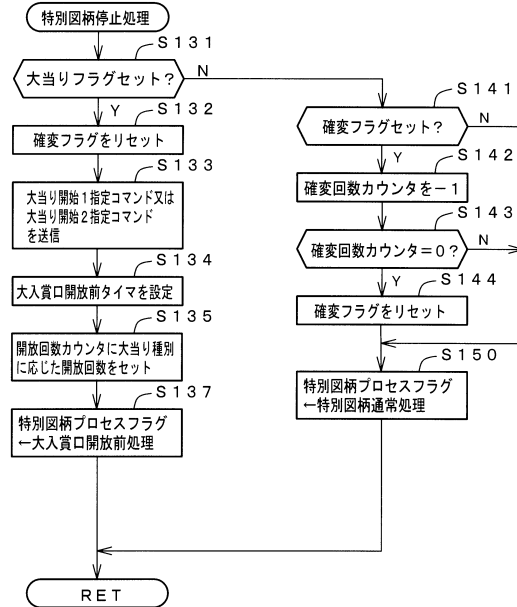 特別図柄停止処理
S131
大当りフラグセット?
N
Y
S132
確変フラグをリセット
S133
大当り開始1指定コマンド又は
大当り開始2指定コマンド
を送信
S134
大入賞口開放前タイマを設定
S135
開放回数カウンタに大当り種別
に応じた開放回数をセット
S137
特別図柄プロセスフラグ
←大入賞口開放前処理
S141
確変フラグセット?
N
Y
S142
確変回数カウンタを-1
S143
確変回数カウンタ=0?
N
Y
S144
確変フラグをリセット
S150
特別図柄プロセスフラグ
←特別図柄通常処理
RET